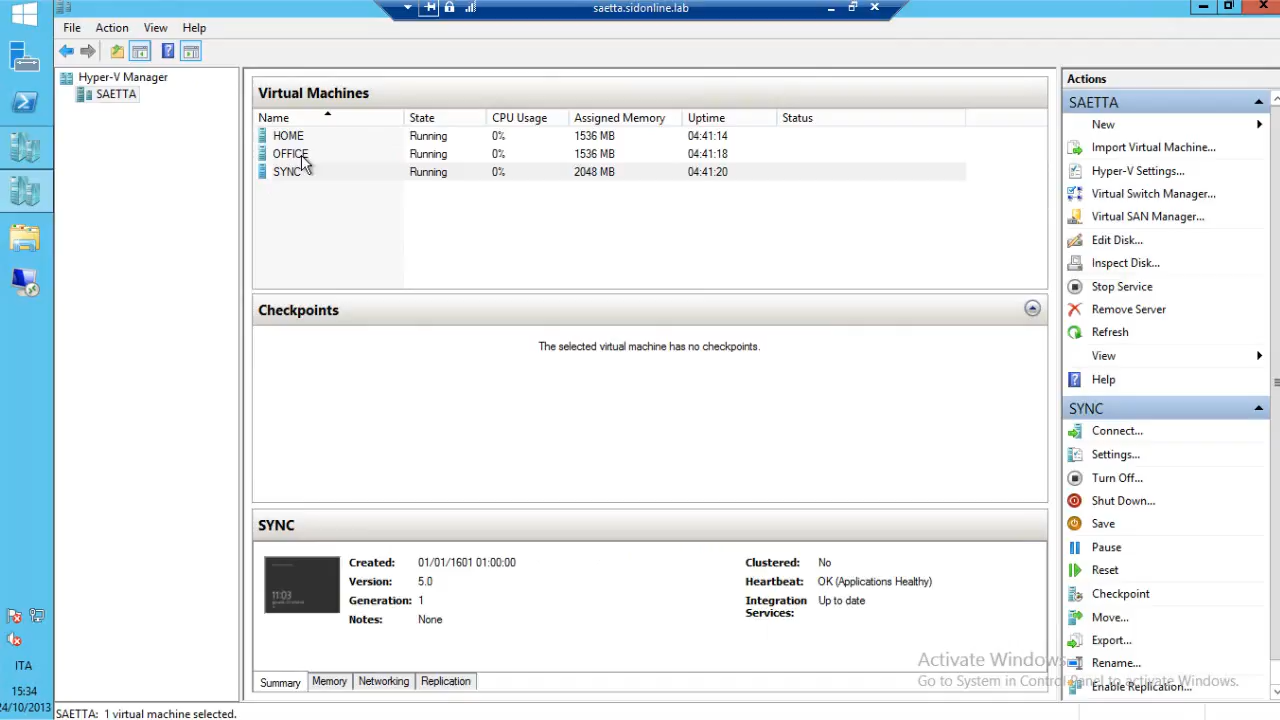 saetta.sidonline.lab
File Action View Help
Hyper-V Manager
SAETTA
Virtual Machines
Name State CPU Usage Assigned Memory Uptime Status
HOME Running 0% 1536 MB 04:41:14
OFFICE Running 0% 1536 MB 04:41:18
SYNC Running 0% 2048 MB 04:41:20
Checkpoints
The selected virtual machine has no checkpoints.
SYNC
Created: 01/01/1601 01:00:00
Version: 5.0
Generation: 1
Notes: None
Clustered: No
Heartbeat: OK (Applications Healthy)
Integration Services: Up to date
11:03
Summary Memory Networking Replication
Actions
SAETTA
New
Import Virtual Machine...
Hyper-V Settings...
Virtual Switch Manager...
Virtual SAN Manager...
Edit Disk...
Inspect Disk...
Stop Service
Remove Server
Refresh
View
Help
SYNC
Connect...
Settings...
Turn Off...
Shut Down...
Save
Pause
Reset
Checkpoint
Move...
Export...
Rename...
Enable Replication...
Activate Windows
Go to System in Control Panel to activate Windows.
ITA
15:34
24/10/2013
SAETTA: 1 virtual machine selected.